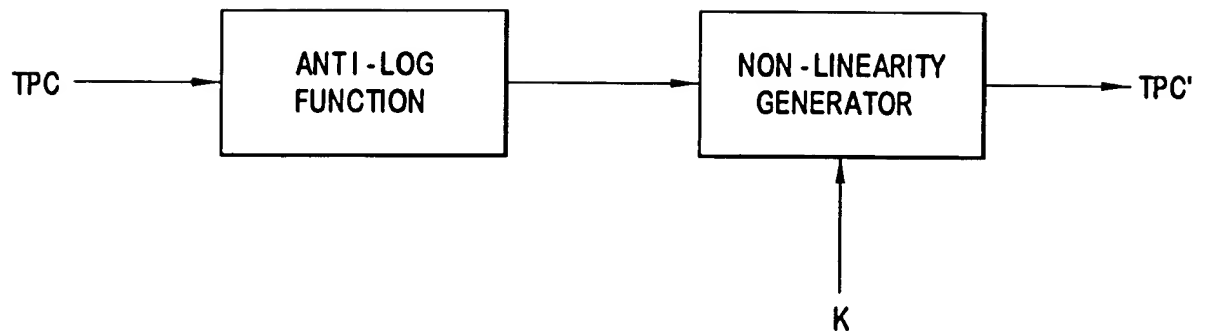 TPC
ANTI-LOG
FUNCTION
NON-LINEARITY
GENERATOR
TPC'
K